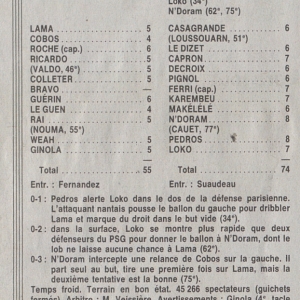 Loko (34°)
N'Doram (62°, 75°)
LAMA 5 CASAGRANDE 6
COBOS 4 (LOUSSOUARN, 51°)
ROCHE (cap.) 6 LE DIZET 6
RICARDO 5 CAPRON 7
(VALDO, 46°) DECROIX 6
COLLETER 5 PIGNOL 6
BRAVO — FERRI (cap.) 6
GUÉRIN 6 KAREMBEU 7
LE GUEN 4 MAKÉLÉLÉ 6
RAI 5 N'DORAM 8
(NOUMA, 55°) (CAUET, 77°)
WEAH 5 PEDROS 8
GINOLA 5 LOKO 7
Total 55 Total 74
Entr. : Fernandez Entr. : Suaudeau
0-1 : Pedros alerte Loko dans le dos de la défense parisienne.
L'attaquant nantais pousse le ballon du gauche pour dribbler
Lama et marque du droit dans le but vide (34°).
0-2 : dans la surface, Loko se montre plus rapide que deux
défenseurs du PSG pour donner le ballon à N'Doram, dont le
lob ne laisse aucune chance à Lama (62°).
0-3 : N'Doram intercepte une relance de Cobos sur la gauche. Il
part seul au but, tire une première fois sur Lama, mais la
deuxième tentative est la bonne (75°).
Temps froid. Terrain en bon état. 45 266 spectateurs (guichets
fermés). Arbitre : M. Veissière. Avertissements : Ginola (4°, tacle